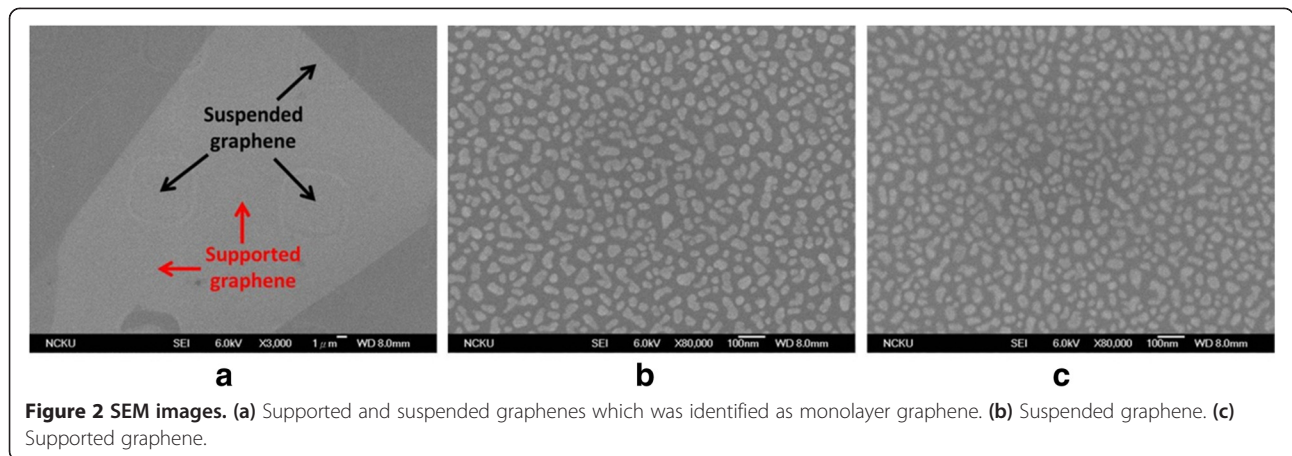 Suspended
graphene
Supported
graphene
NCKU SEI 6.0kV X3,000 1μm WD 8.0mm
NCKU SEI 6.0kV X80,000 100nm WD 8.0mm
NCKU SEI 6.0kV X80,000 100nm WD 8.0mm
a
b
c
Figure 2 SEM images. (a) Supported and suspended graphenes which was identified as monolayer graphene. (b) Suspended graphene. (c)
Supported graphene.